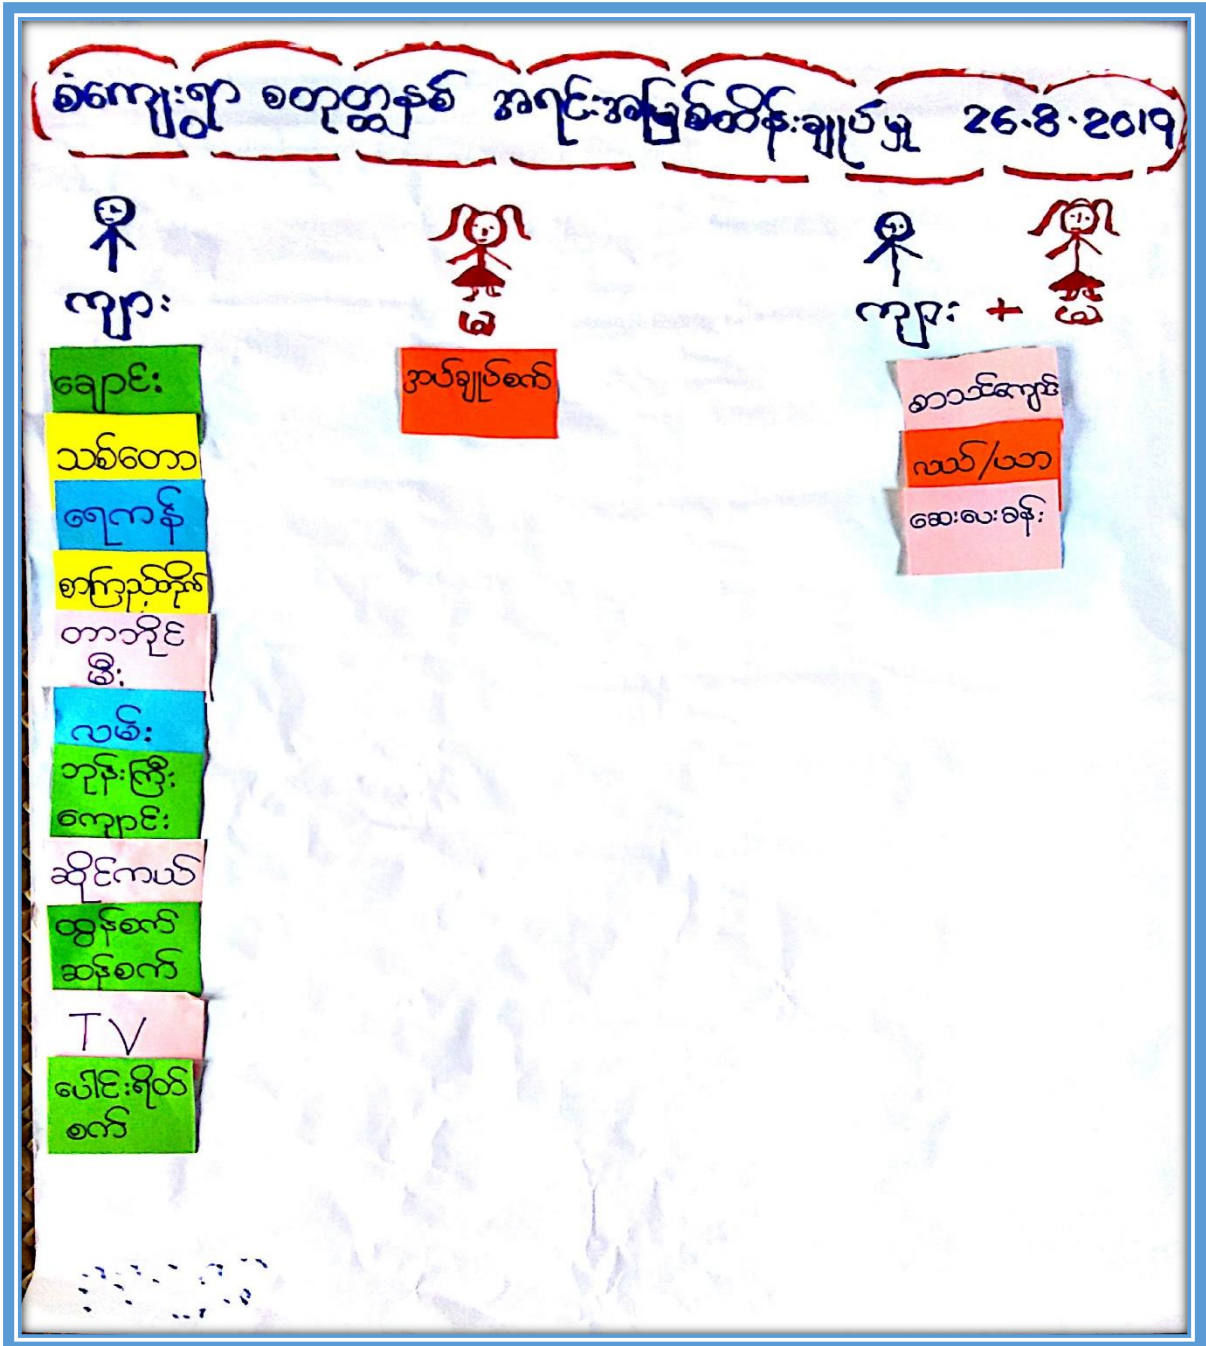 စံကျေးရွာ စတုတ္ထနှစ် အရင်းအမြစ်ထိန်းချုပ်မှု 26.8.2019
ကျား
မ
ကျား + မ
ချောင်း
သစ်တော
ရေကန်
စာကြည့်တိုက်
တာဘိုင်
မီး
လမ်း
ဘုန်းကြီး
ကျောင်း
ဆိုင်ကယ်
ထွန်စက်
ဆန်စက်
TV
ပေါင်းရိတ်
စက်
အပ်ချုပ်စက်
စာသင်ကျောင်း
လယ်/ယာ
ဆေးပေးခန်း